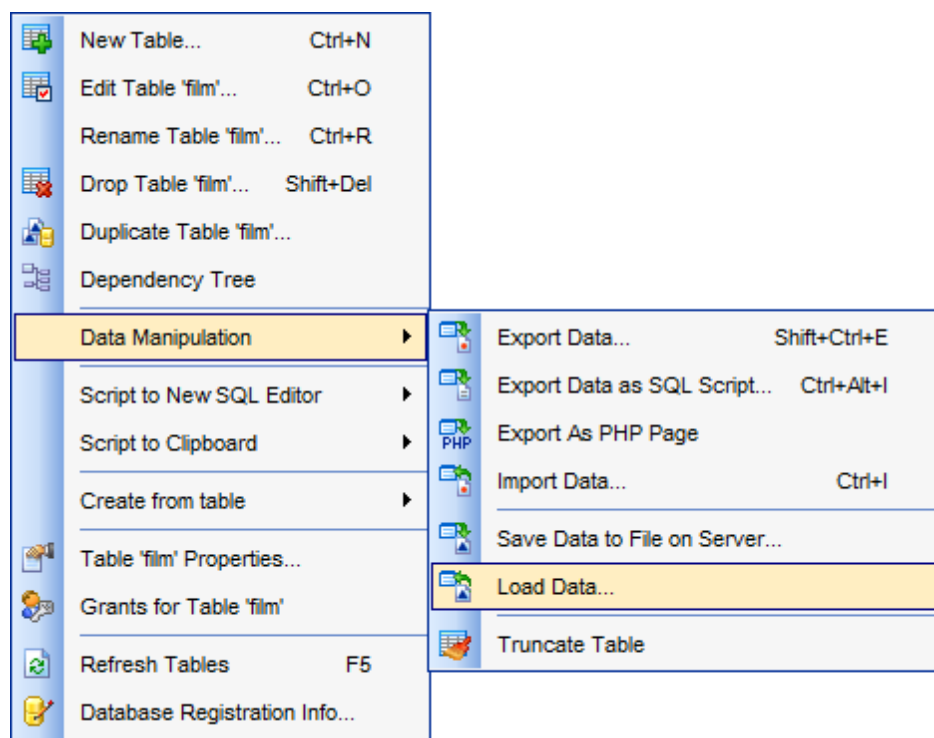 New Table... Ctrl+N
Edit Table 'film'... Ctrl+O
Rename Table 'film'... Ctrl+R
Drop Table 'film'... Shift+Del
Duplicate Table 'film'...
Dependency Tree
Data Manipulation
Script to New SQL Editor
Script to Clipboard
Create from table
Table 'film' Properties...
Grants for Table 'film'
Refresh Tables F5
Database Registration Info...
Export Data... Shift+Ctrl+E
Export Data as SQL Script... Ctrl+Alt+I
PHP Export As PHP Page
Import Data... Ctrl+I
Save Data to File on Server...
Load Data...
Truncate Table